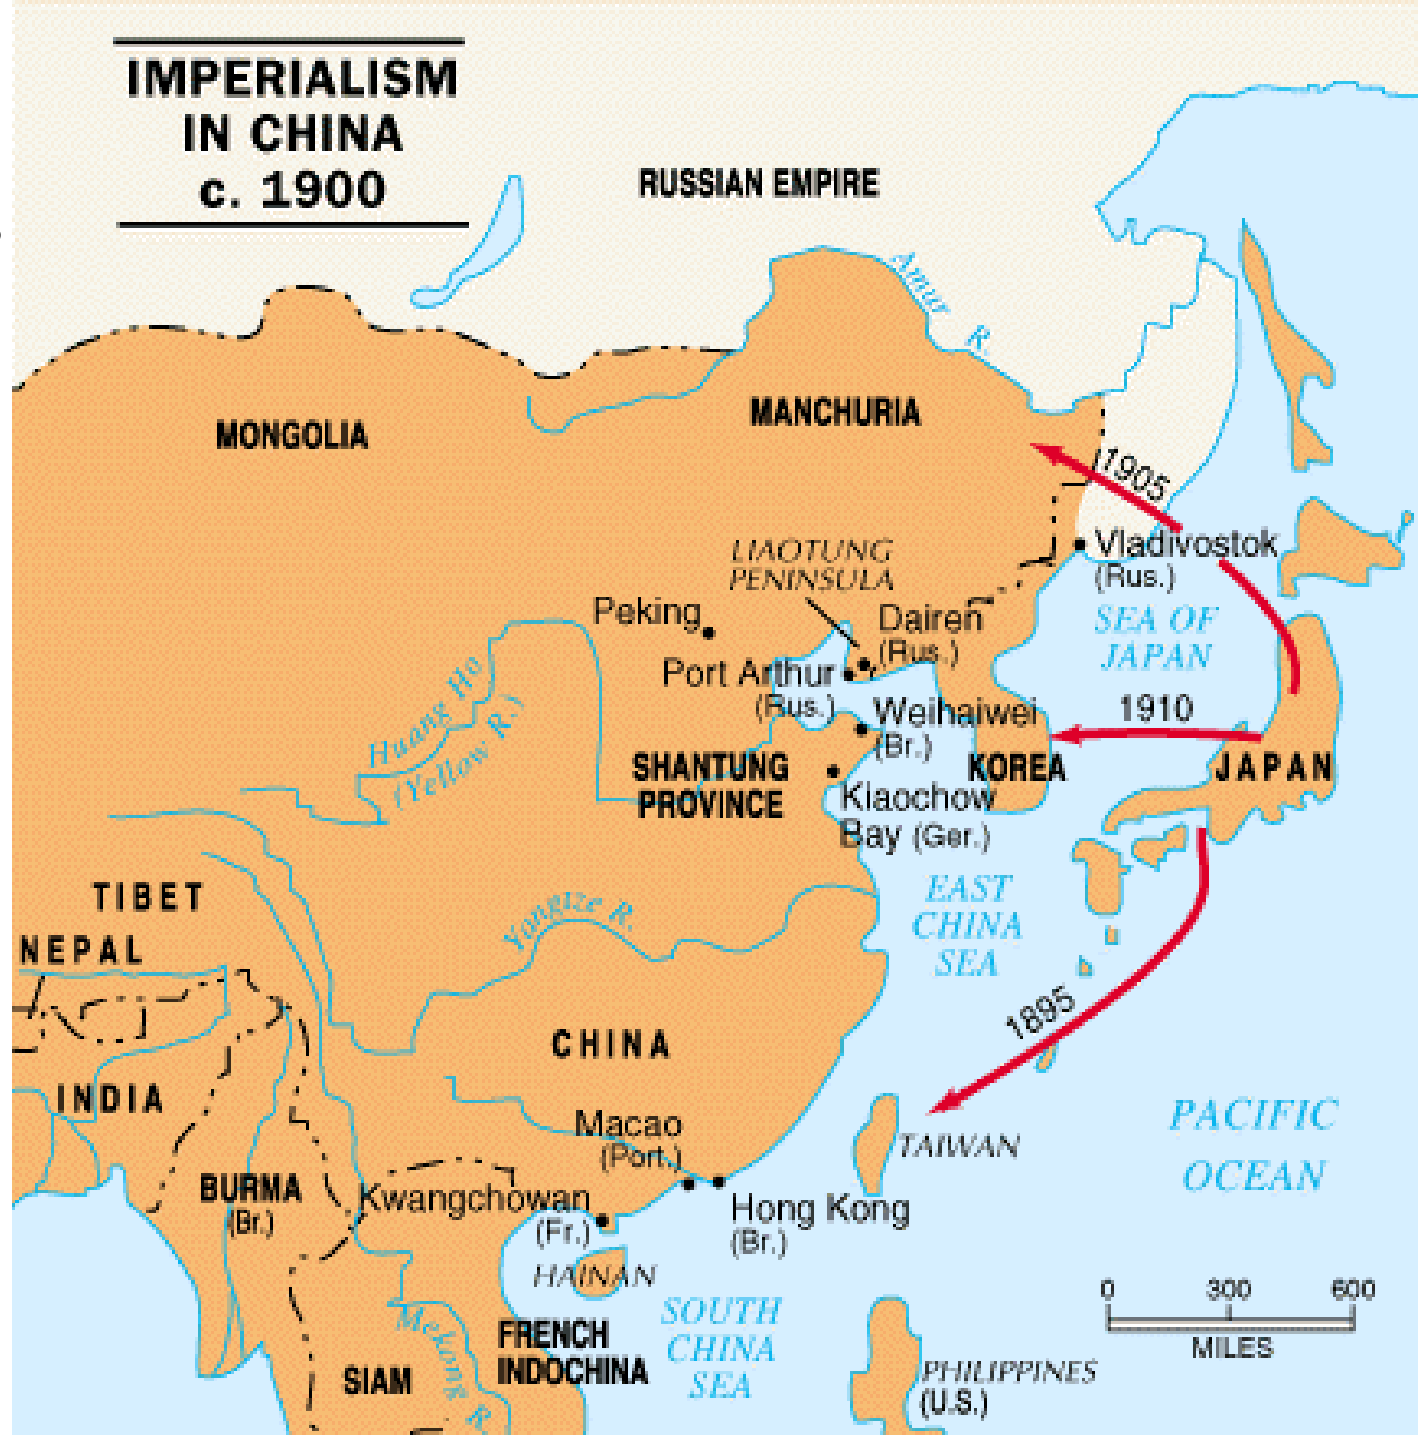 IMPERIALISM
IN CHINA
c. 1900
RUSSIAN EMPIRE
Amur R.
MONGOLIA
MANCHURIA
1905
Vladivostok
(Rus.)
LIAOTUNG
PENINSULA
Peking
Dairen
(Rus.)
SEA OF
JAPAN
Port Arthur
(Rus.)
Huang Ho
(Yellow R.)
Weihaiwei
(Br.)
1910
SHANTUNG
PROVINCE
KOREA
JAPAN
Kiaochow
Bay (Ger.)
TIBET
EAST
CHINA
SEA
Yangtze R.
NEPAL
1895
CHINA
INDIA
Macao
(Port.)
PACIFIC
OCEAN
TAIWAN
BURMA
(Br.)
Kwangchowan
(Fr.)
Hong Kong
(Br.)
HAINAN
0 300 600
MILES
SOUTH
CHINA
SEA
Mekong R.
FRENCH
INDOCHINA
SIAM
PHILIPPINES
(U.S.)